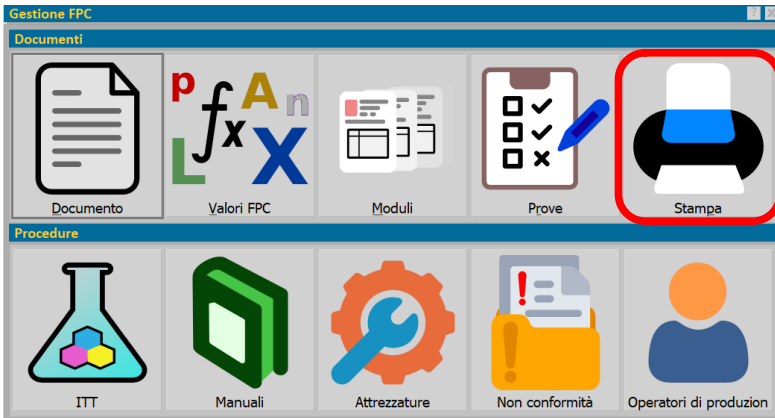 Gestione FPC
Documenti
Documento
Valori FPC
Moduli
Prove
Stampa
Procedure
ITT
Manuali
Attrezzature
Non conformità
Operatori di produzion